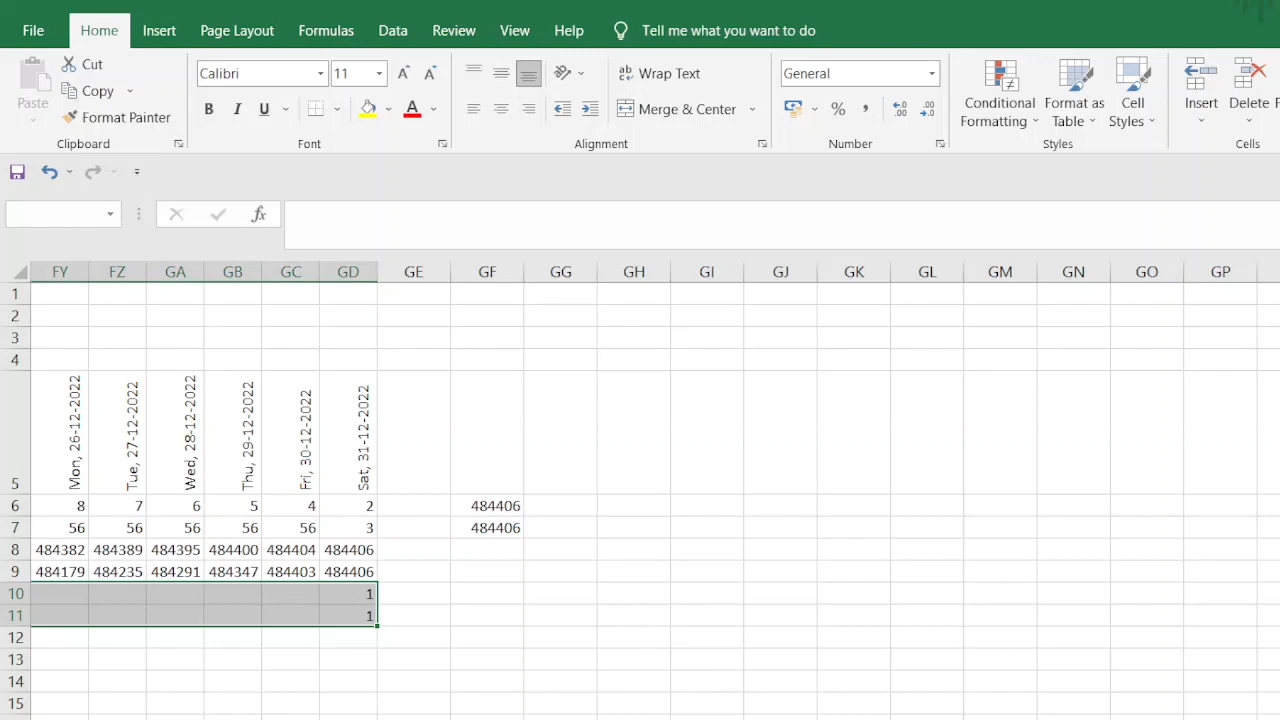 File Home Insert Page Layout Formulas Data Review View Help Tell me what you want to do
Paste Cut Copy Format Painter
Calibri 11 A A
B I U A
ab Wrap Text
Merge & Center
General
% ,
Conditional Formatting Format as Table Cell Styles Insert Delete
Clipboard Font Alignment Number Styles Cells
fx
FY FZ GA GB GC GD GE GF GG GH GI GJ GK GL GM GN GO GP
1
2
3
4
5 Mon, 26-12-2022 Tue, 27-12-2022 Wed, 28-12-2022 Thu, 29-12-2022 Fri, 30-12-2022 Sat, 31-12-2022
6 8 7 6 5 4 2 484406
7 56 56 56 56 56 3 484406
8 484382 484389 484395 484400 484404 484406
9 484179 484235 484291 484347 484403 484406
10 1
11 1
12
13
14
15